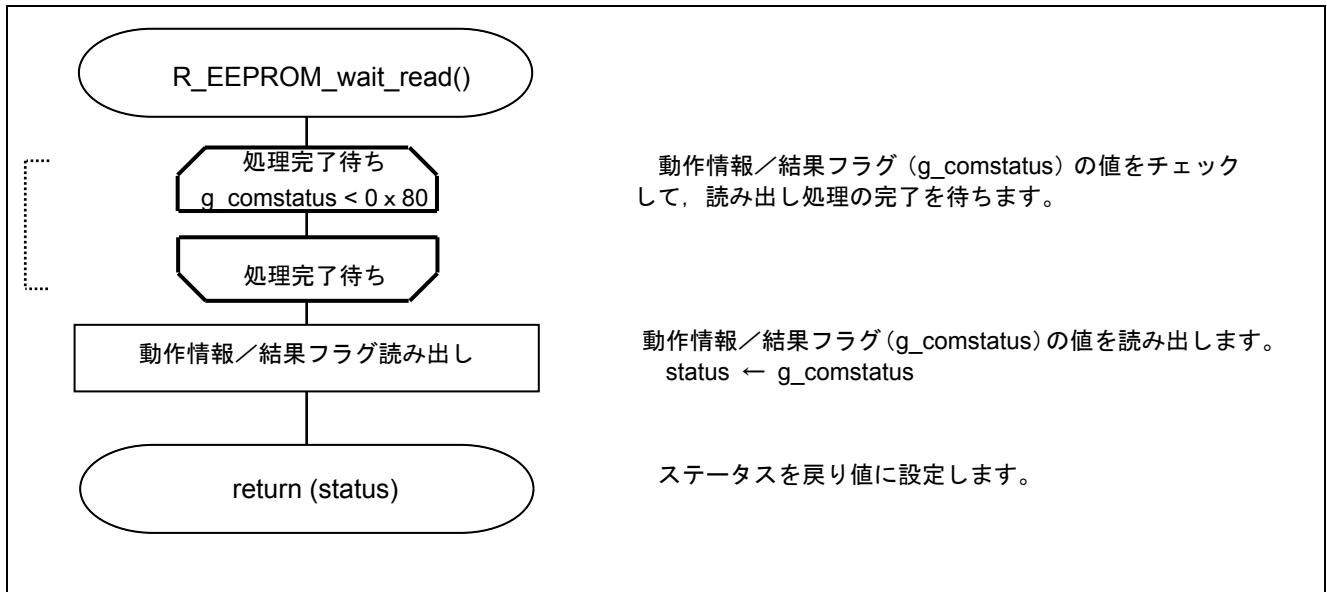 R_EEPROM_wait_read()
処理完了待ち
g_comstatus < 0 x 80
動作情報/結果フラグ (g_comstatus) の値をチェック
して, 読み出し処理の完了を待ちます。
処理完了待ち
動作情報/結果フラグ読み出し
動作情報/結果フラグ(g_comstatus)の値を読み出します。
status ← g_comstatus
return (status)
ステータスを戻り値に設定します。